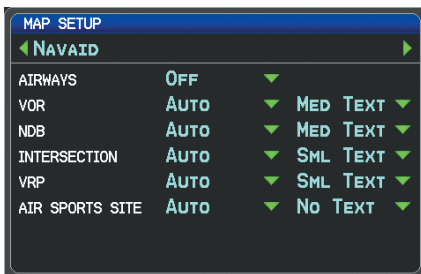 MAP SETUP
NAVAID
AIRWAYS OFF
VOR AUTO MED TEXT
NDB AUTO MED TEXT
INTERSECTION AUTO SML TEXT
VRP AUTO SML TEXT
AIR SPORTS SITE AUTO NO TEXT